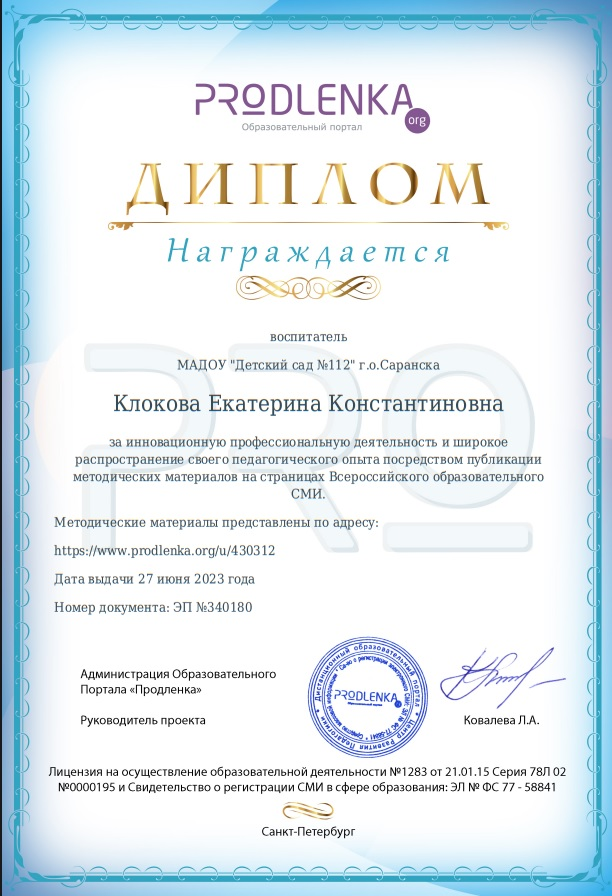 PRODLENKA
org
Образовательный портал
ДИПЛОМ
Награждается
воспитатель
МАДОУ "Детский сад №112" г.о.Саранска
Клокова Екатерина Константиновна
за инновационную профессиональную деятельность и широкое
распространение своего педагогического опыта посредством публикации
методических материалов на страницах Всероссийского образовательного
СМИ.
Методические материалы представлены по адресу:
https://www.prodlenka.org/u/430312
Дата выдачи 27 июня 2023 года
Номер документа: ЭП №340180
Администрация Образовательного
Портала «Продленка»
Руководитель проекта
PRODLENKA
Ковалева Л.А.
Лицензия на осуществление образовательной деятельности №1283 от 21.01.15 Серия 78Л 02
№0000195 и Свидетельство о регистрации СМИ в сфере образования: ЭЛ № ФС 77 - 58841
Санкт-Петербург
PRO